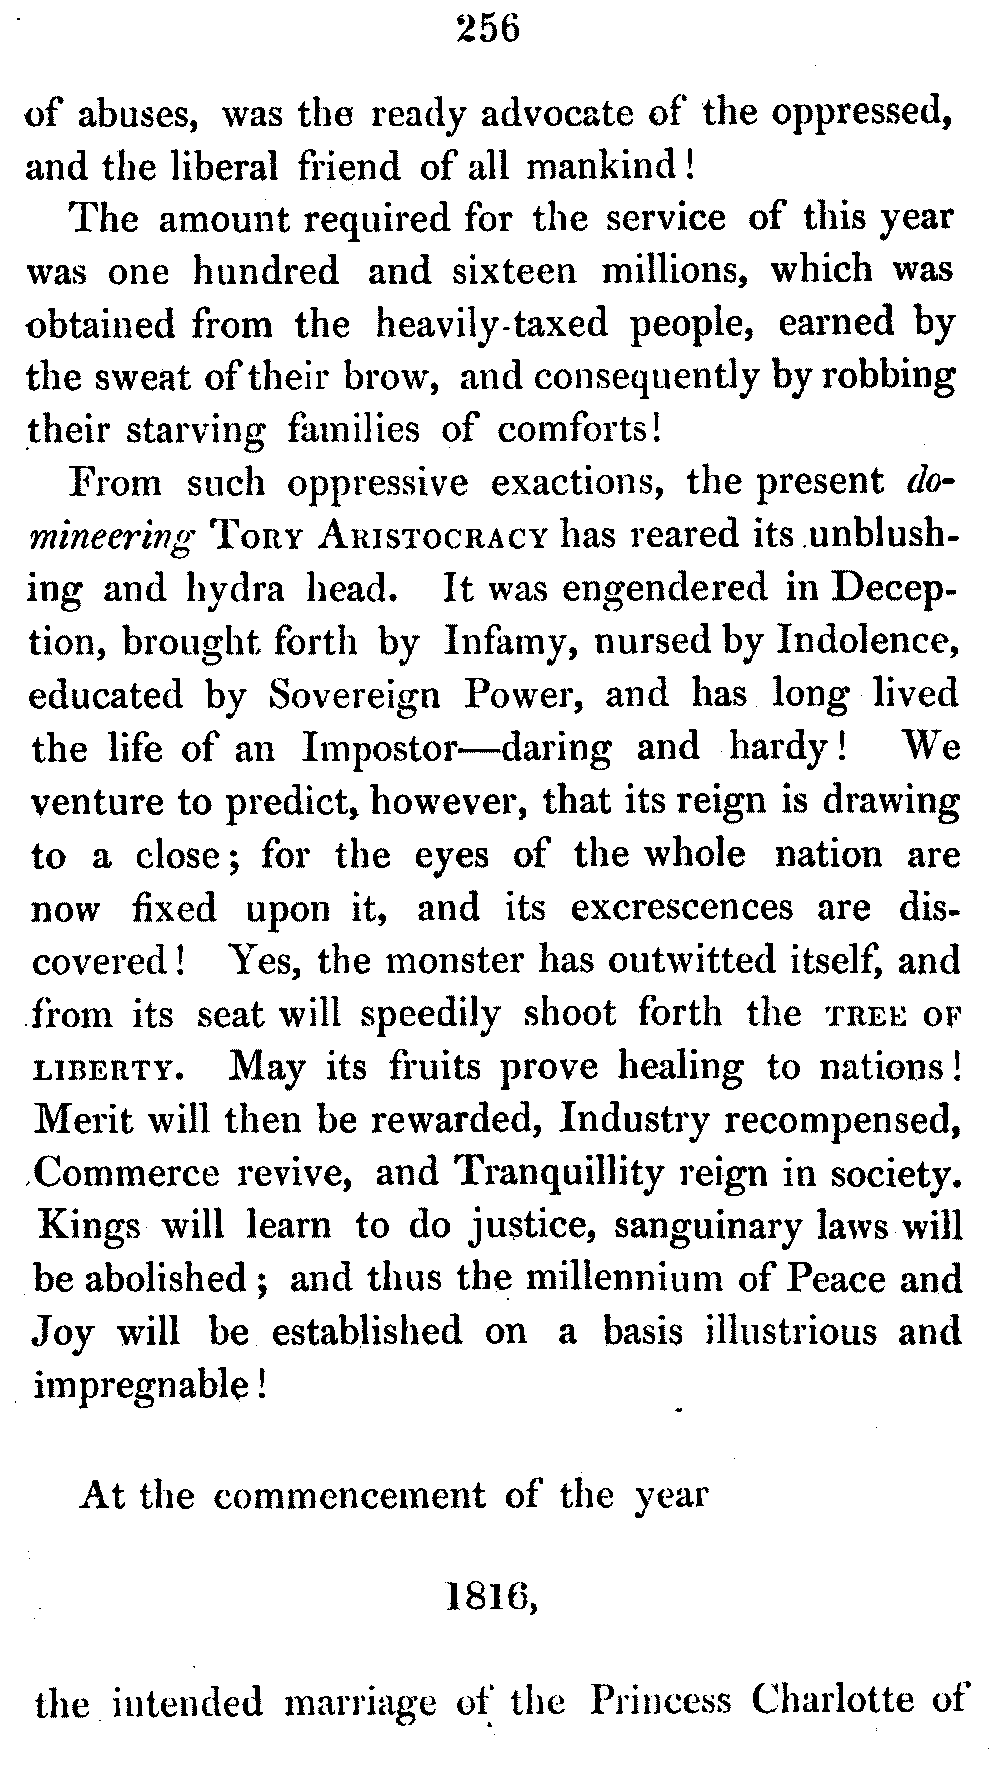 256
of abuses, was the ready advocate of the oppressed,
and the liberal friend of all mankind!
The amount required for the service of this year
was one hundred and sixteen millions, which was
obtained from the heavily-taxed people, earned by
the sweat of their brow, and consequently by robbing
their starving families of comforts!
From such oppressive exactions, the present do-
mineering TORY ARISTOCRACY has reared its unblush-
ing and hydra head. It was engendered in Decep-
tion, brought forth by Infamy, nursed by Indolence,
educated by Sovereign Power, and has long lived
the life of an Impostor—daring and hardy! We
venture to predict, however, that its reign is drawing
to a close; for the eyes of the whole nation are
now fixed upon it, and its excrescences are dis-
covered! Yes, the monster has outwitted itself, and
from its seat will speedily shoot forth the TREE OF
LIBERTY. May its fruits prove healing to nations!
Merit will then be rewarded, Industry recompensed,
Commerce revive, and Tranquillity reign in society.
Kings will learn to do justice, sanguinary laws will
be abolished; and thus the millennium of Peace and
Joy will be established on a basis illustrious and
impregnable!
At the commencement of the year
1816,
the intended marriage of the Princess Charlotte of